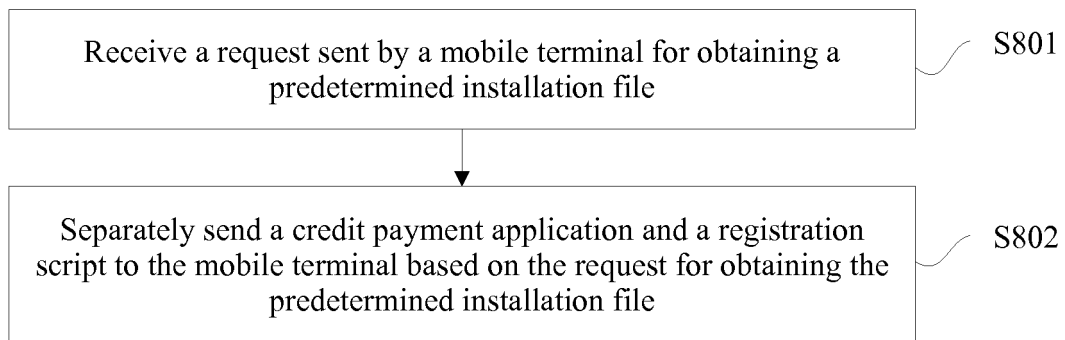 Receive a request sent by a mobile terminal for obtaining a
predetermined installation file
S801
Separately send a credit payment application and a registration
script to the mobile terminal based on the request for obtaining the
predetermined installation file
S802